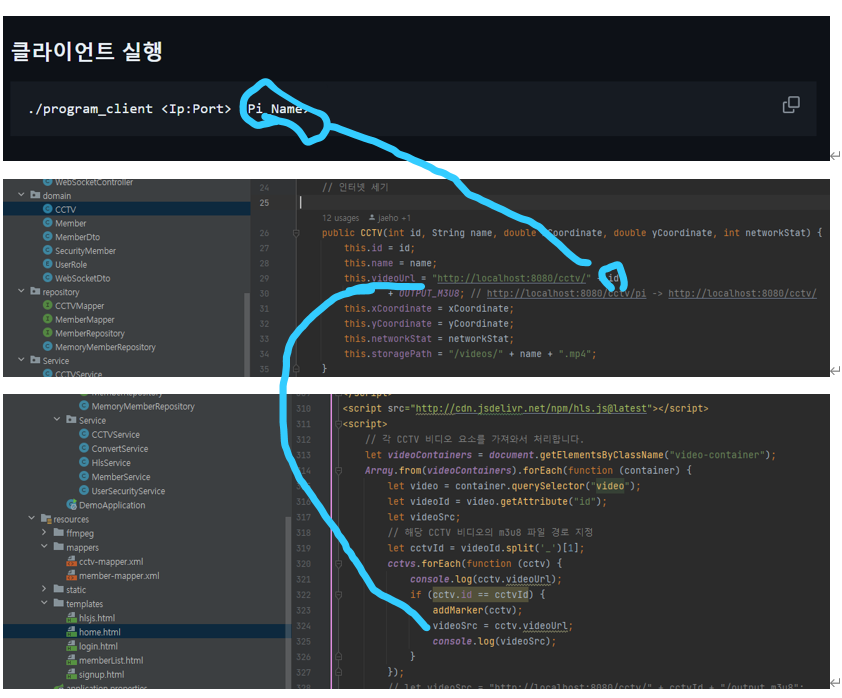 클라이언트 실행
./program_client <Ip:Port> <Pi_Name>
WebSocketController
domain
CCTV
Member
MemberDto
SecurityMember
UserRole
WebSocketDto
repository
CCTVMapper
MemberMapper
MemberRepository
MemoryMemberRepository
Service
CCTVService
24 // 인터넷 세기
25
12 usages jaeho +1
26 public CCTV(int id, String name, double xCoordinate, double yCoordinate, int networkStat) {
27 this.id = id;
28 this.name = name;
29 this.videoUrl = "http://localhost:8080/cctv/" + id
30 + OUTPUT_M3U8; // http://localhost:8080/cctv/pi -> http://localhost:8080/cctv/
31 this.xCoordinate = xCoordinate;
32 this.yCoordinate = yCoordinate;
33 this.networkStat = networkStat;
34 this.storagePath = "/videos/" + name + ".mp4";
35 }
MemberRepository
MemoryMemberRepository
Service
CCTVService
ConvertService
HlsService
MemberService
UserSecurityService
DemoApplication
resources
ffmpeg
mappers
cctv-mapper.xml
member-mapper.xml
static
templates
hlsjs.html
home.html
login.html
memberList.html
signup.html
application.properties
</script>
310 <script src="http://cdn.jsdelivr.net/npm/hls.js@latest"></script>
311 <script>
312 // 각 CCTV 비디오 요소를 가져와서 처리합니다.
313 let videoContainers = document.getElementsByClassName("video-container");
314 Array.from(videoContainers).forEach(function (container) {
let video = container.querySelector("video");
316 let videoId = video.getAttribute("id");
317 let videoSrc;
318 // 해당 CCTV 비디오의 m3u8 파일 경로 지정
319 let cctvId = videoId.split('_')[1];
320 cctvs.forEach(function (cctv) {
321 console.log(cctv.videoUrl);
322 if (cctv.id == cctvId) {
323 addMarker(cctv);
324 videoSrc = cctv.videoUrl;
325 console.log(videoSrc);
326 }
327 });
328 // let videoSrc = "http://localhost:8080/cctv/" + cctvId + "/output.m3u8";